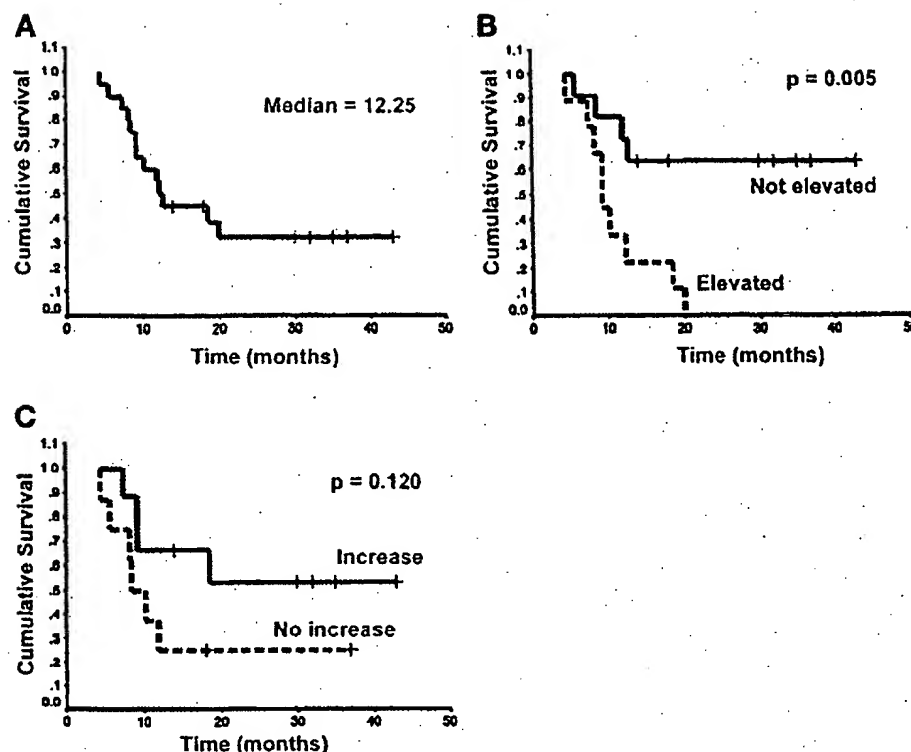 A
Cumulative Survival
1.1
1.0
.9
.8
.7
.6
.5
.4
.3
.2
.1
0.0
Median = 12.25
0 10 20 30 40 50
Time (months)
B
Cumulative Survival
1.1
1.0
.9
.8
.7
.6
.5
.4
.3
.2
.1
0.0
p = 0.005
Not elevated
Elevated
0 10 20 30 40 50
Time (months)
C
Cumulative Survival
1.1
1.0
.9
.8
.7
.6
.5
.4
.3
.2
.1
0.0
p = 0.120
Increase
No increase
0 10 20 30 40 50
Time (months)